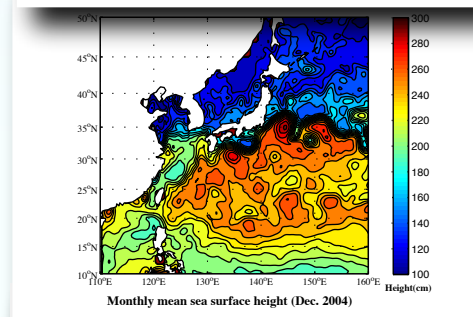 50°N
45°N
40°N
35°N
30°N
25°N
20°N
15°N
10°N
110°E 120°E 130°E 140°E 150°E 160°E
300
280
260
240
220
200
180
160
140
120
100
Height(cm)
Monthly mean sea surface height (Dec. 2004)